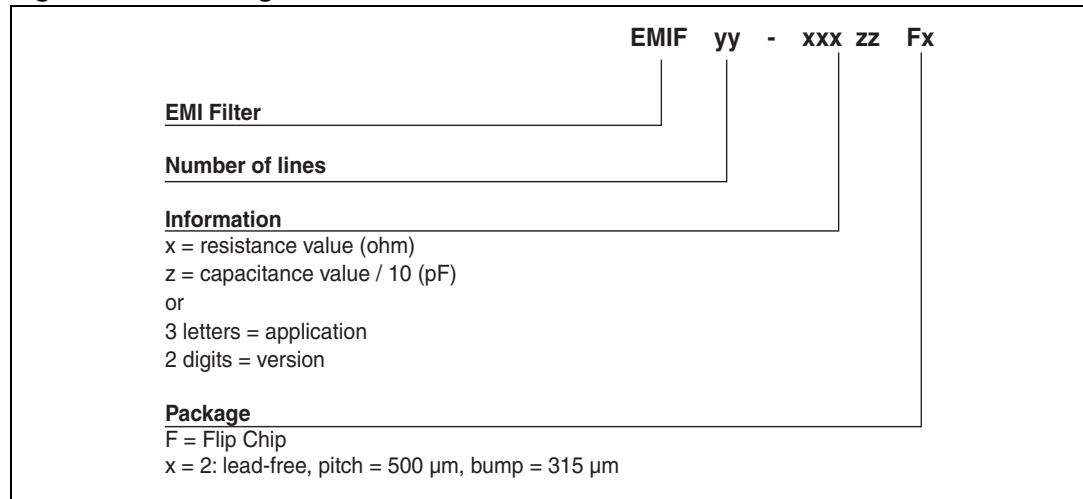 EMIF yy - xxx zz Fx
EMI Filter
Number of lines
Information
x = resistance value (ohm)
z = capacitance value / 10 (pF)
or
3 letters = application
2 digits = version
Package
F = Flip Chip
x = 2: lead-free, pitch = 500 µm, bump = 315 µm